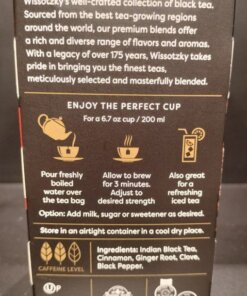 Wissotzky's well-crafted collection of black tea.
Sourced from the best tea-growing regions
around the world, our premium blends offer
a rich and diverse range of flavors and aromas.
With a legacy of over 175 years, Wissotzky takes
pride in bringing you the finest teas,
meticulously selected and masterfully blended.
ENJOY THE PERFECT CUP
For a 6.7 oz cup / 200 ml
Pour freshly
boiled
water over
the tea bag
Allow to brew
for 3 minutes.
Adjust to
desired strength
Also great
for a
refreshing
iced tea
Option: Add milk, sugar or sweetener as desired.
Store in an airtight container in a cool dry place.
CAFFEINE LEVEL
Ingredients: Indian Black Tea,
Cinnamon, Ginger Root, Clove,
Black Pepper.